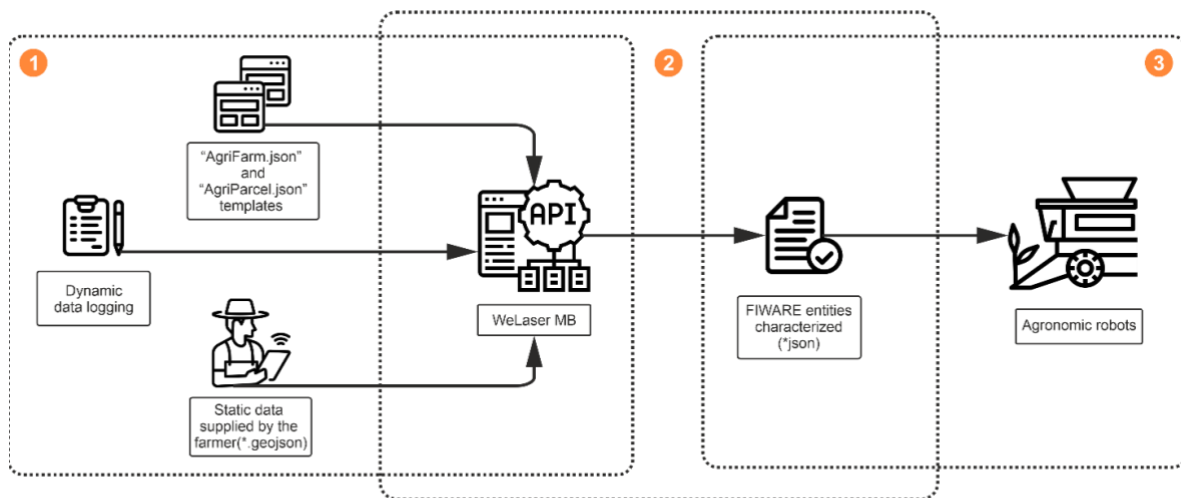 1
2
3
“AgriFarm.json”
and
“AgriParcel.json”
templates
API
Dynamic
data logging
WeLaser MB
FIWARE entities
characterized
(*json)
Agronomic robots
Static data
supplied by the
farmer(*.geojson)